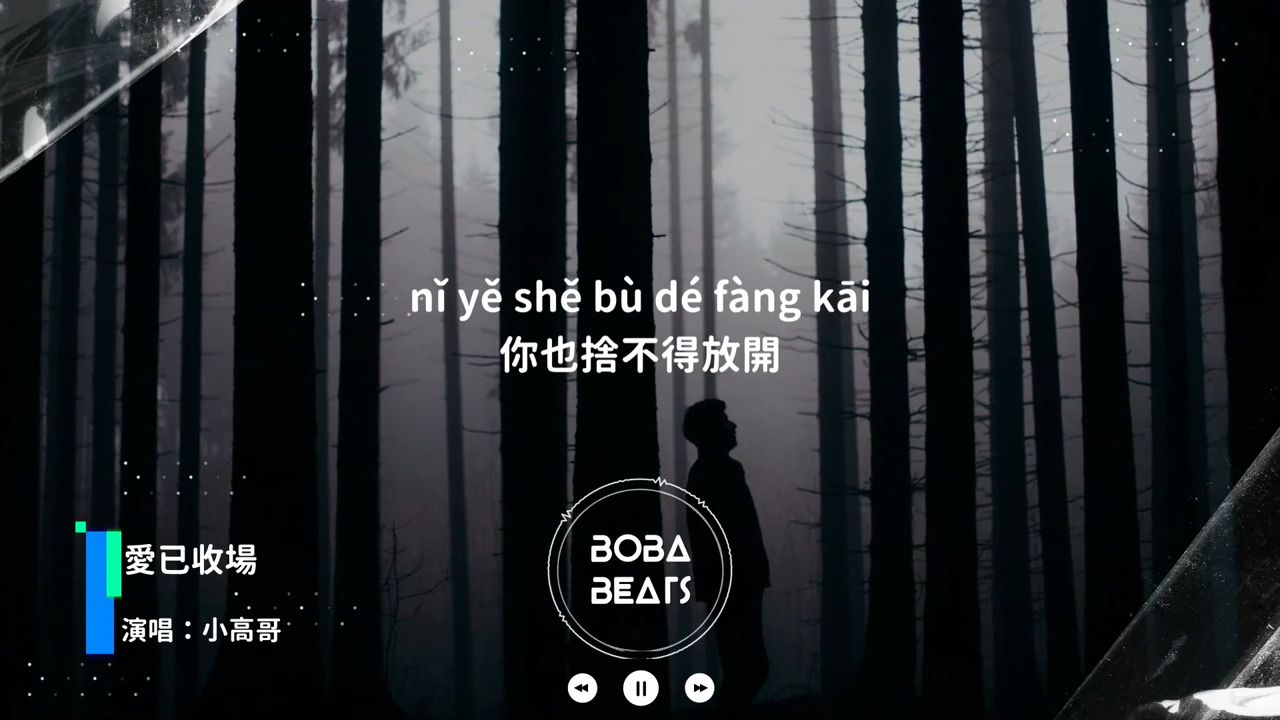 nǐ yě shě bù dé fàng kāi
你也捨不得放開
BOBA
BEATS
愛已收場
演唱：小高哥